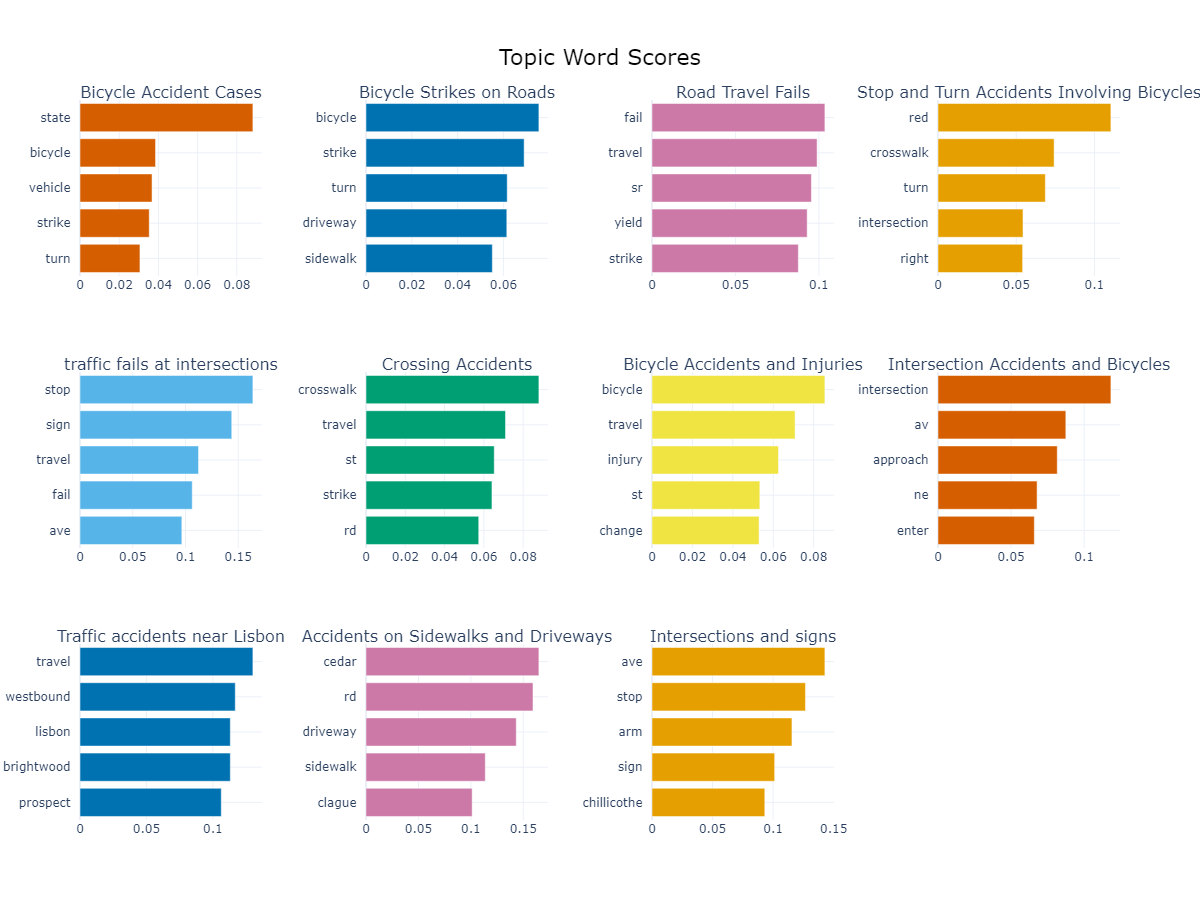 Topic Word Scores
Bicycle Accident Cases
state
bicycle
vehicle
strike
turn
0 0.02 0.04 0.06 0.08
Bicycle Strikes on Roads
bicycle
strike
turn
driveway
sidewalk
0 0.02 0.04 0.06
Road Travel Fails
fail
travel
sr
yield
strike
0 0.05 0.1
Stop and Turn Accidents Involving Bicycles
red
crosswalk
turn
intersection
right
0 0.05 0.1
traffic fails at intersections
stop
sign
travel
fail
ave
0 0.05 0.1 0.15
Crossing Accidents
crosswalk
travel
st
strike
rd
0 0.02 0.04 0.06 0.08
Bicycle Accidents and Injuries
bicycle
travel
injury
st
change
0 0.02 0.04 0.06 0.08
Intersection Accidents and Bicycles
intersection
av
approach
ne
enter
0 0.05 0.1
Traffic accidents near Lisbon
travel
westbound
lisbon
brightwood
prospect
0 0.05 0.1
Accidents on Sidewalks and Driveways
cedar
rd
driveway
sidewalk
clague
0 0.05 0.1 0.15
Intersections and signs
ave
stop
arm
sign
chillicothe
0 0.05 0.1 0.15